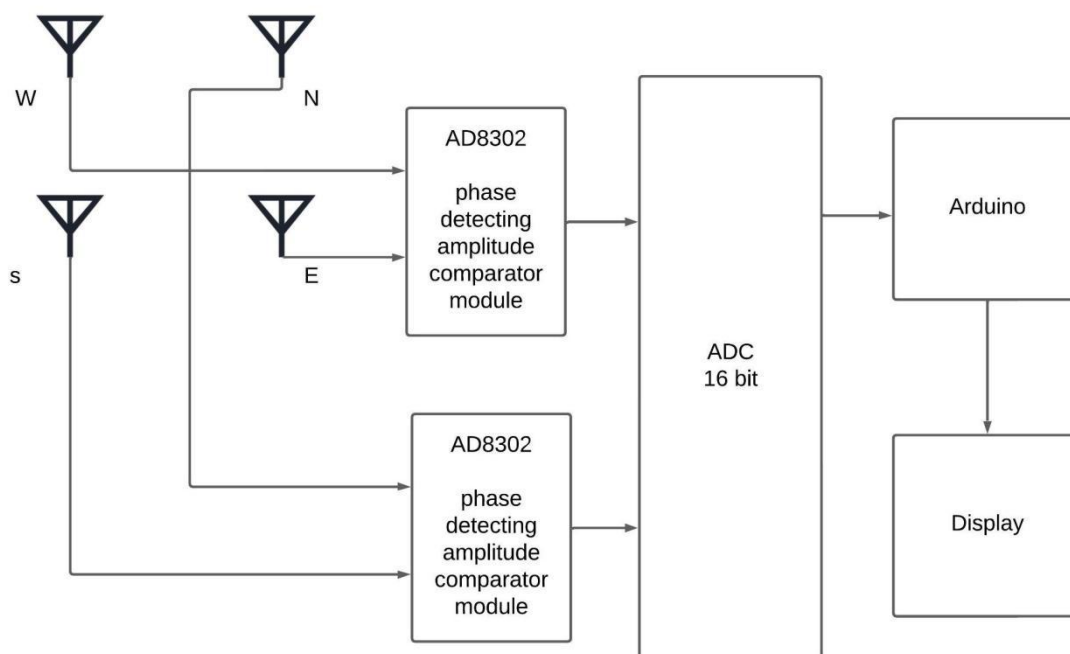 W
N
AD8302
phase
detecting
amplitude
comparator
module
s
E
Arduino
ADC
16 bit
AD8302
phase
detecting
amplitude
comparator
module
Display